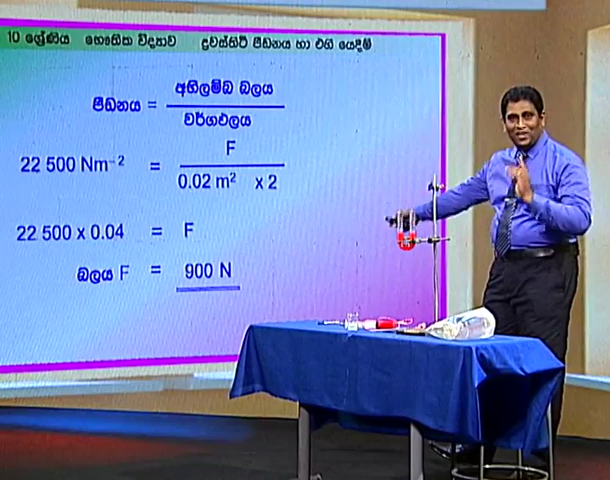 10 ශ්‍රේණිය භෞතික විද්‍යාව ද්‍රවස්ථිති පීඩනය හා එහි යෙදීම්
පීඩනය = අභිලම්බ බලය
වර්ගඵලය
22 500 Nm⁻² = F
0.02 m² x 2
22 500 x 0.04 = F
බලය F = 900 N